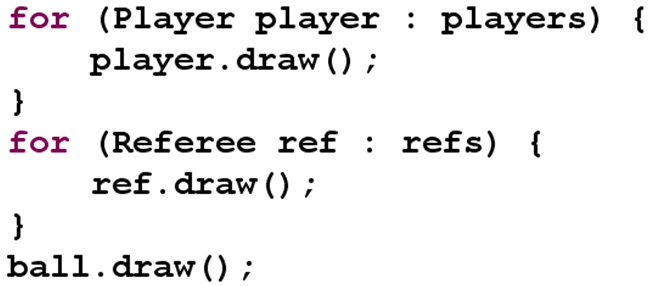 for (Player player : players) {
    player.draw();
}
for (Referee ref : refs) {
    ref.draw();
}
ball.draw();